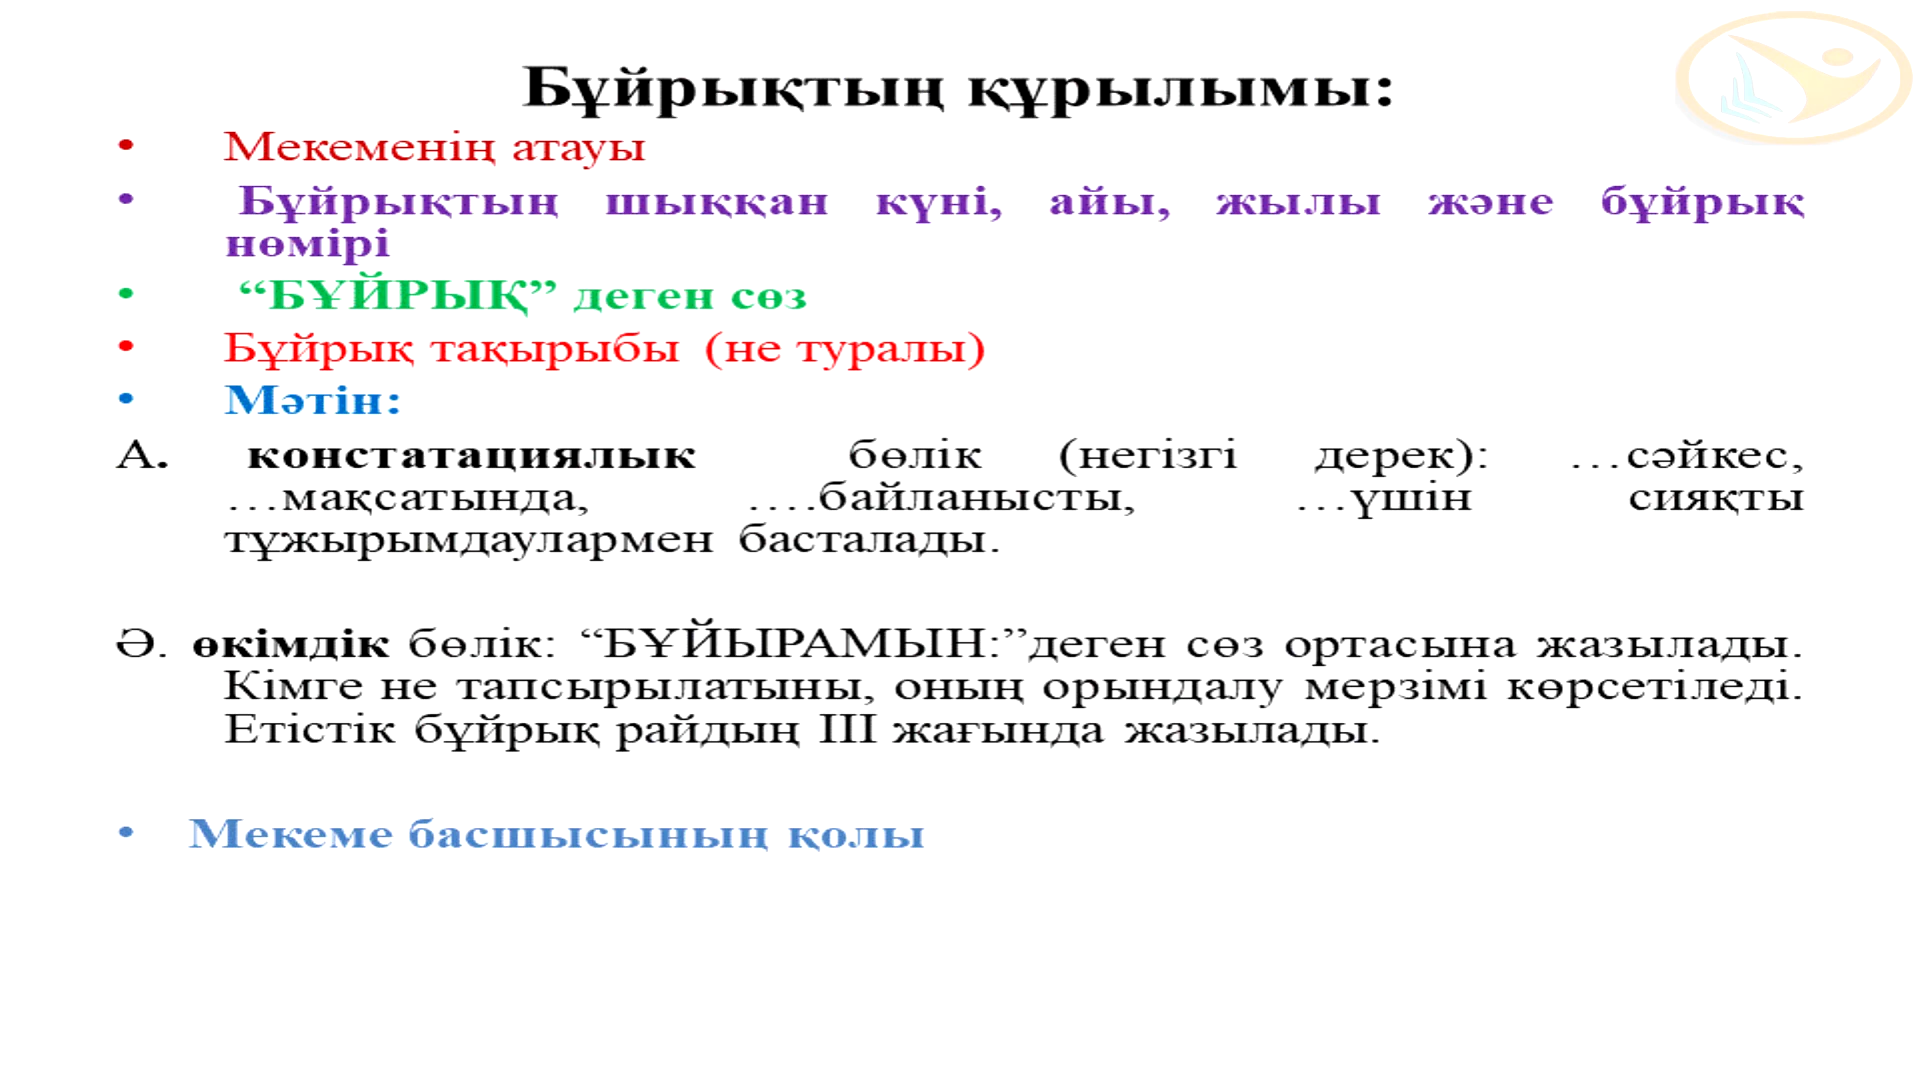 Бұйрықтың құрылымы:
• Мекеменің атауы
• Бұйрықтың шыққан күні, айы, жылы және бұйрық
нөмірі
• “БҰЙРЫҚ” деген сөз
• Бұйрық тақырыбы (не туралы)
• Мәтін:
А. констатациялык бөлік (негізгі дерек): …сәйкес,
…мақсатында, ….байланысты, …үшін сияқты
тұжырымдаулармен басталады.
Ә. өкімдік бөлік: “БҰЙЫРАМЫН:”деген сөз ортасына жазылады.
Кімге не тапсырылатыны, оның орындалу мерзімі көрсетіледі.
Етістік бұйрық райдың ІІІ жағында жазылады.
• Мекеме басшысының қолы